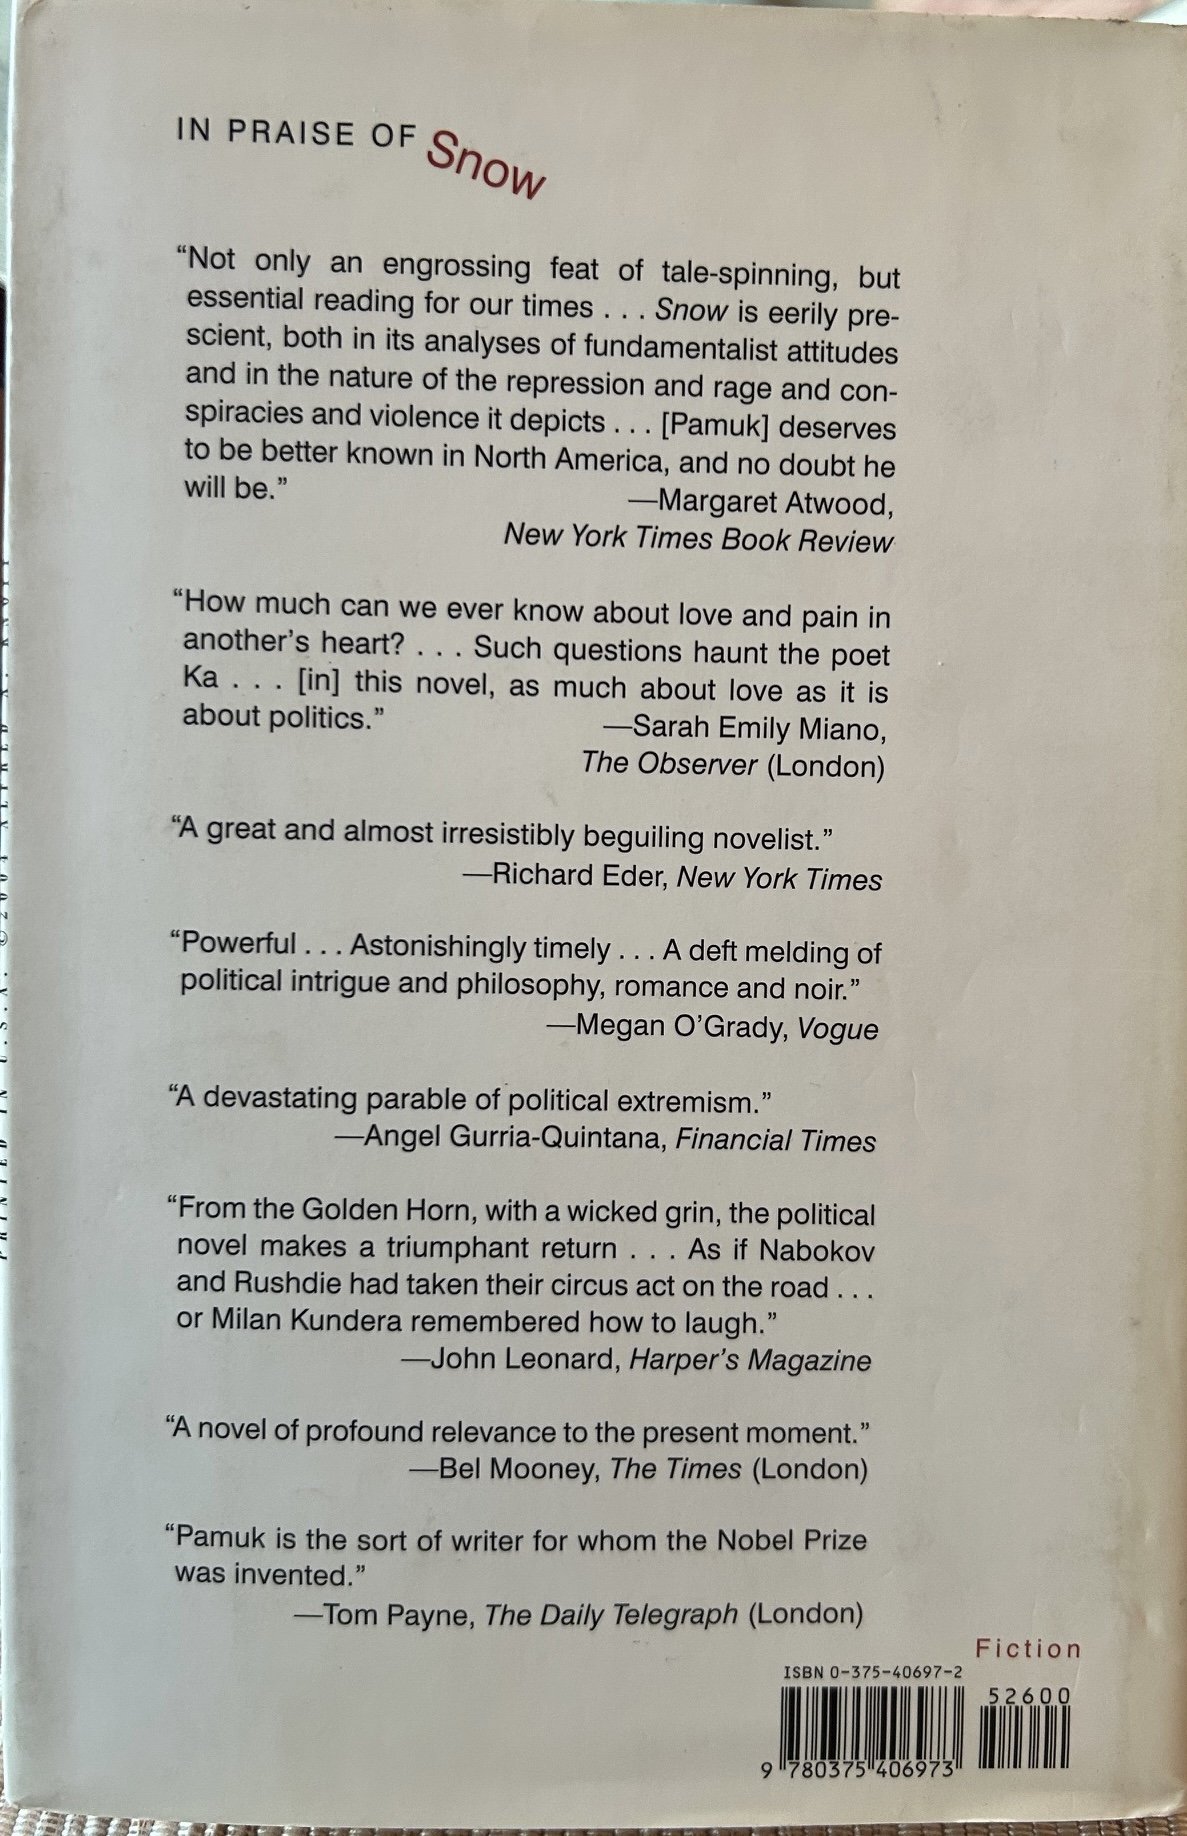 IN PRAISE OF Snow
“Not only an engrossing feat of tale-spinning, but
essential reading for our times . . . Snow is eerily pre-
scient, both in its analyses of fundamentalist attitudes
and in the nature of the repression and rage and con-
spiracies and violence it depicts . . . [Pamuk] deserves
to be better known in North America, and no doubt he
will be.” —Margaret Atwood,
New York Times Book Review
“How much can we ever know about love and pain in
another’s heart? . . . Such questions haunt the poet
Ka . . . [in] this novel, as much about love as it is
about politics.” —Sarah Emily Miano,
The Observer (London)
“A great and almost irresistibly beguiling novelist.”
—Richard Eder, New York Times
“Powerful . . . Astonishingly timely . . . A deft melding of
political intrigue and philosophy, romance and noir.”
—Megan O’Grady, Vogue
“A devastating parable of political extremism.”
—Angel Gurria-Quintana, Financial Times
“From the Golden Horn, with a wicked grin, the political
novel makes a triumphant return . . . As if Nabokov
and Rushdie had taken their circus act on the road . . .
or Milan Kundera remembered how to laugh.”
—John Leonard, Harper’s Magazine
“A novel of profound relevance to the present moment.”
—Bel Mooney, The Times (London)
“Pamuk is the sort of writer for whom the Nobel Prize
was invented.”
—Tom Payne, The Daily Telegraph (London)
Fiction
ISBN 0-375-40697-2
52600
9 780375 406973